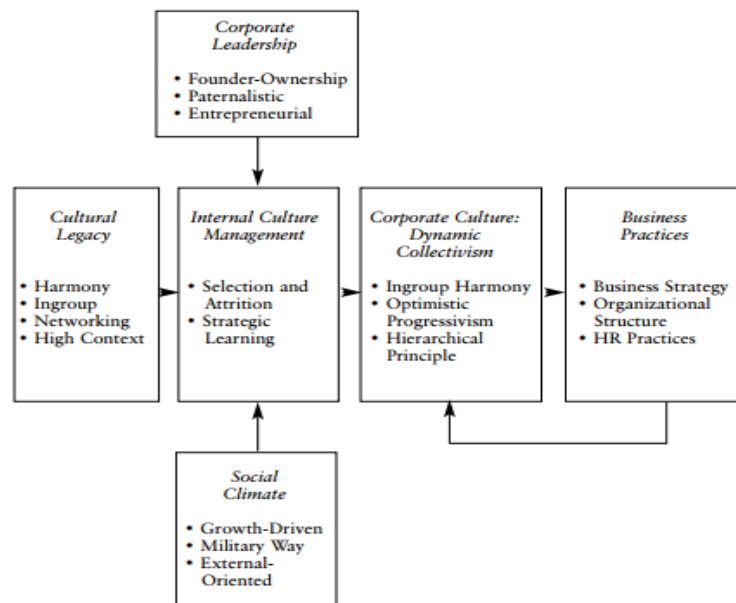 Corporate
Leadership
• Founder-Ownership
• Paternalistic
• Entrepreneurial
Cultural
Legacy
• Harmony
• Ingroup
• Networking
• High Context
Internal Culture
Management
• Selection and
Attrition
• Strategic
Learning
Corporate Culture:
Dynamic
Collectivism
• Ingroup Harmony
• Optimistic
Progressivism
• Hierarchical
Principle
Business
Practices
• Business Strategy
• Organizational
Structure
• HR Practices
Social
Climate
• Growth-Driven
• Military Way
• External-
Oriented